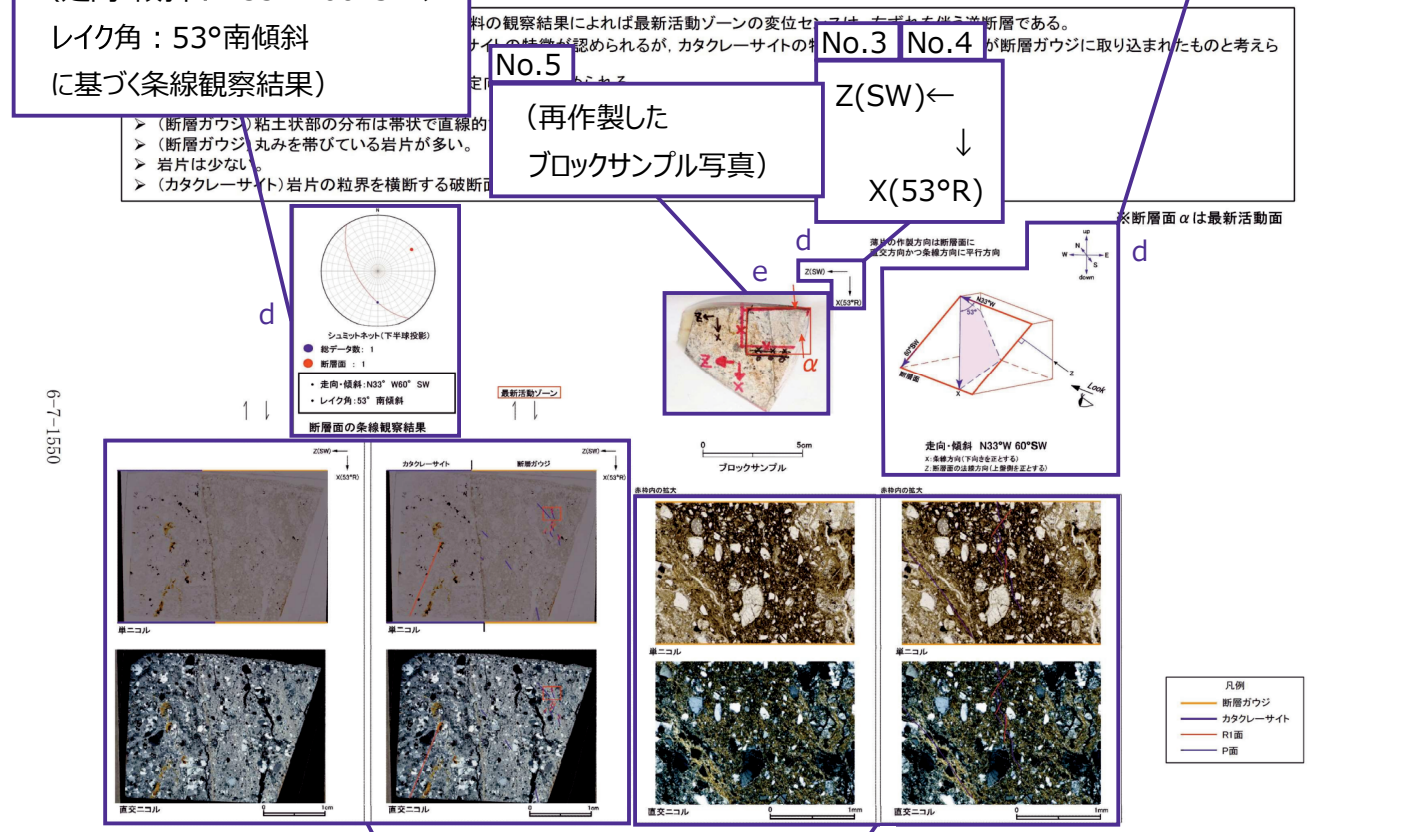 レイク角：53°南傾斜
に基づく条線観察結果）
料の観察結果によれば最新活動ゾーンの変位センスは、右ずれを伴う逆断層である。
サイトの特徴が認められるが、カタクレーサイトの
が断層ガウジに取り込まれたものと考えら
No.5
（再作製した
ブロックサンプル写真）
No.3 No.4
Z(SW)←
↓
X(53°R)
➢ （断層ガウジ）粘土状部の分布は帯状で直線的
➢ （断層ガウジ）丸みを帯びている岩片が多い。
➢ 岩片は少ない。
➢ （カタクレーサイト）岩片の粒界を横断する破断面
※断層面αは最新活動面
d
N
シュミットネット（下半球投影）
総データ数： 1
断層面 ： 1
・ 走向・傾斜：N33° W60° SW
・ レイク角：53° 南傾斜
断層面の条線観察結果
最新活動ゾーン
e
d
薄片の作製方向は断層面に
直交方向かつ条線方向に平行方向
Z(SW)
X(53°R)
Z←
X
Z
X
α
0 5cm
ブロックサンプル
d
up
N
W E
S
down
N33°W
53°
60°SW
断層面
X
Z
Look
走向・傾斜 N33°W 60°SW
X：条線方向（下向きを正とする）
Z：断層面の法線方向（上盤側を正とする）
6-7-1550
Z(SW)
X(53°R)
単ニコル
直交ニコル
0 1cm
カタクレーサイト 断層ガウジ
Z(SW)
X(53°R)
単ニコル
直交ニコル
0 1cm
赤枠内の拡大
単ニコル
直交ニコル
0 1mm
赤枠内の拡大
単ニコル
直交ニコル
0 1mm
凡例
断層ガウジ
カタクレーサイト
R1面
P面